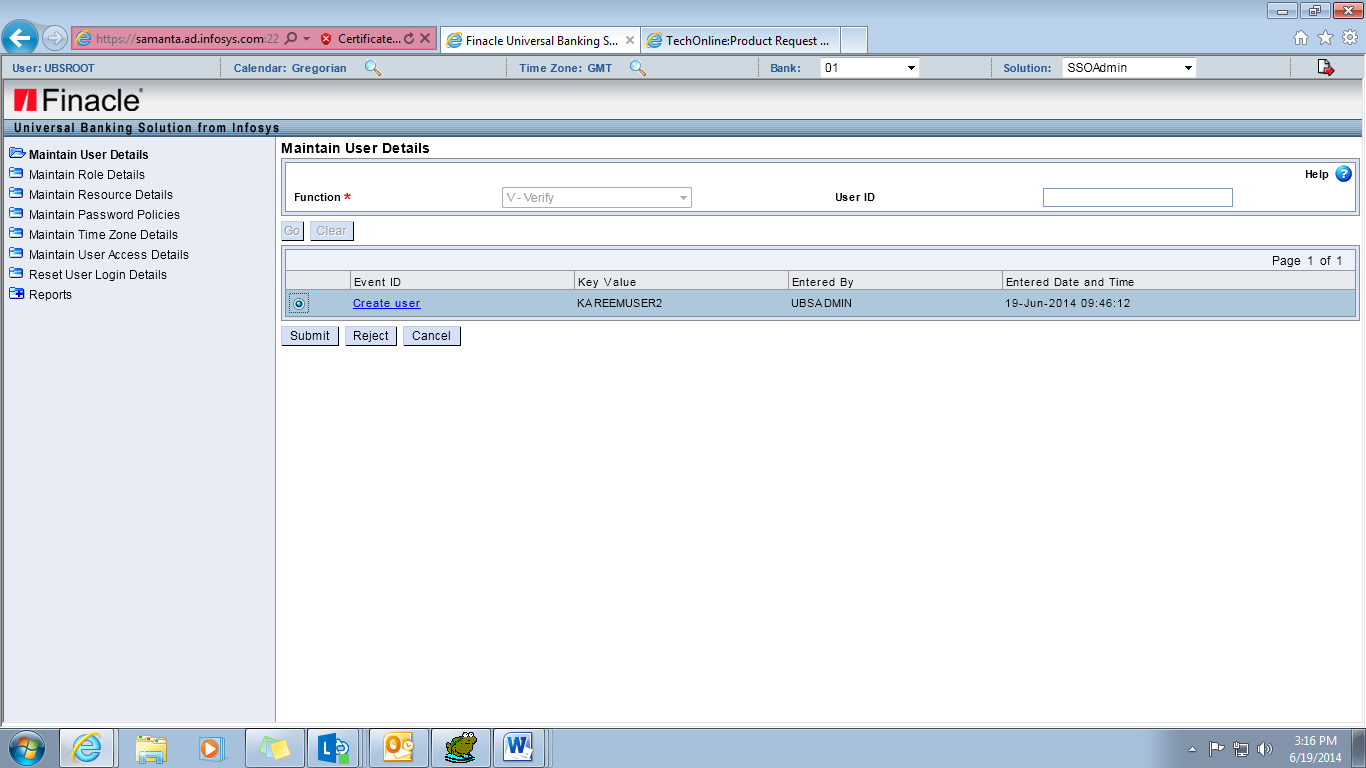 https://samanta.ad.infosys.com:22 Certificate... Finacle Universal Banking S... TechOnline:Product Request ...
User: UBSROOT Calendar: Gregorian Time Zone: GMT Bank: 01 Solution: SSOAdmin
Finacle
Universal Banking Solution from Infosys
Maintain User Details
Maintain Role Details
Maintain Resource Details
Maintain Password Policies
Maintain Time Zone Details
Maintain User Access Details
Reset User Login Details
Reports
Maintain User Details
Help ?
Function * V - Verify User ID
Go Clear
Page 1 of 1
Event ID Key Value Entered By Entered Date and Time
Create user KAREEMUSER2 UBSADMIN 19-Jun-2014 09:46:12
Submit Reject Cancel
3:16 PM
6/19/2014